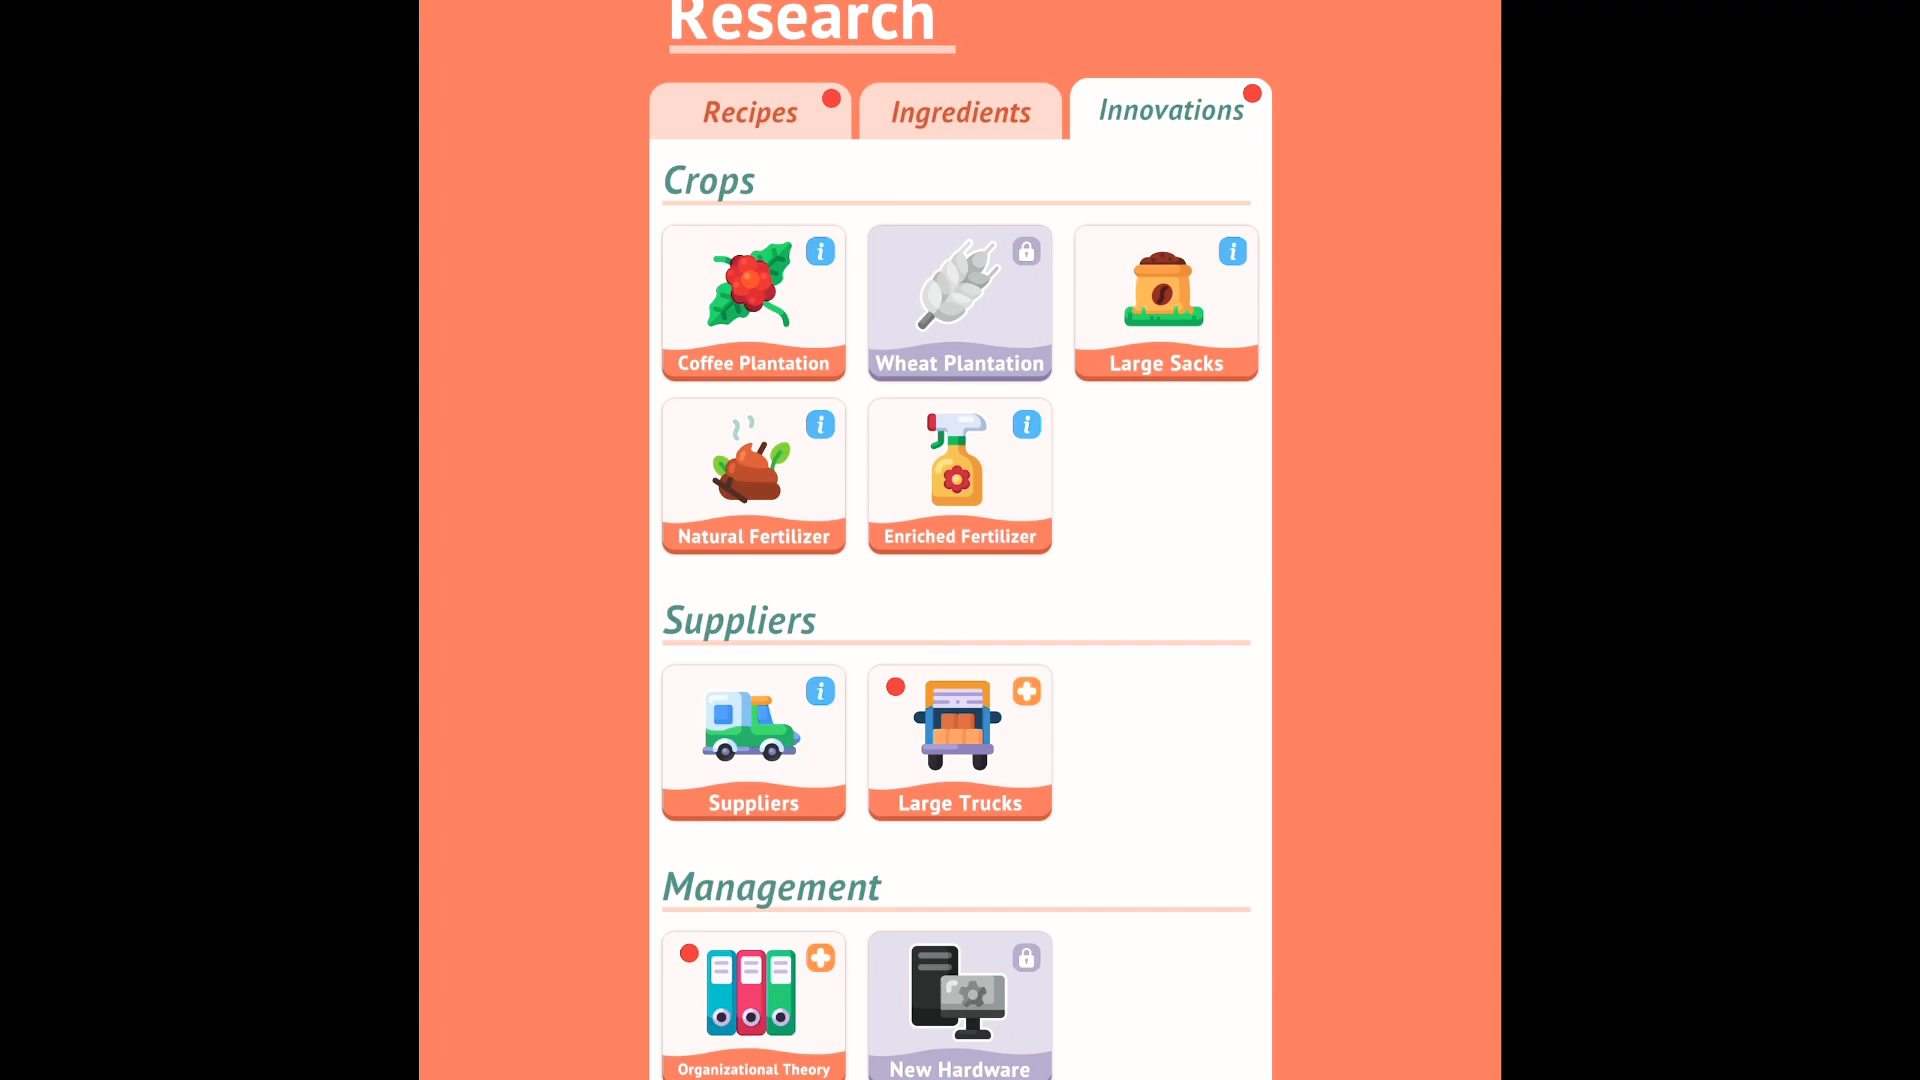 Research
Recipes
Ingredients
Innovations
Crops
Coffee Plantation
Wheat Plantation
Large Sacks
Natural Fertilizer
Enriched Fertilizer
Suppliers
Suppliers
Large Trucks
Management
Organizational Theory
New Hardware